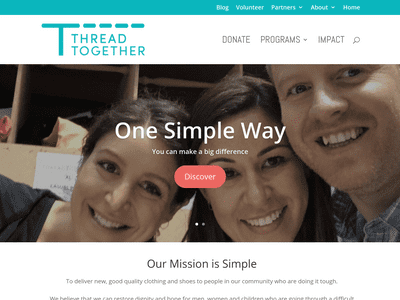 Blog Volunteer Partners About Home
THREAD
TOGETHER
DONATE PROGRAMS IMPACT
One Simple Way
You can make a big difference
Discover
Our Mission is Simple
To deliver new, good quality clothing and shoes to people in our community who are doing it tough.
We believe that we can restore dignity and hope for men, women and children who are going through a difficult